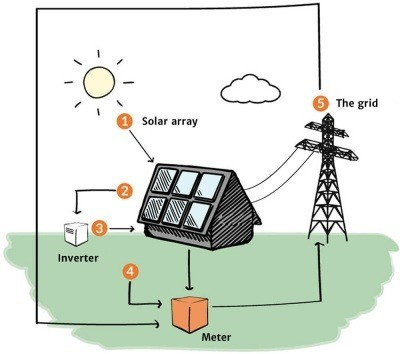 5 The grid
1 Solar array
2
3
Inverter
4
Meter